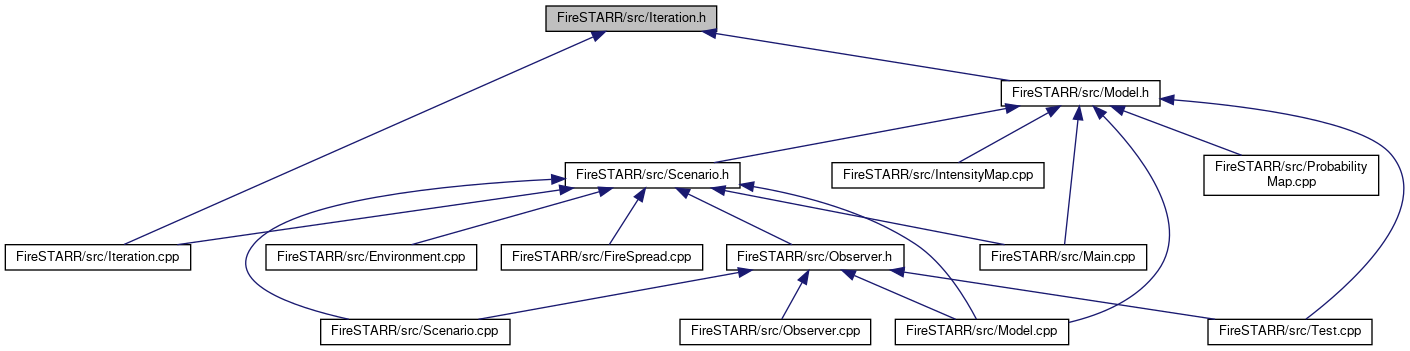 FireSTARR/src/Iteration.h
FireSTARR/src/Model.h
FireSTARR/src/Scenario.h
FireSTARR/src/IntensityMap.cpp
FireSTARR/src/Probability
Map.cpp
FireSTARR/src/Iteration.cpp
FireSTARR/src/Environment.cpp
FireSTARR/src/FireSpread.cpp
FireSTARR/src/Observer.h
FireSTARR/src/Main.cpp
FireSTARR/src/Scenario.cpp
FireSTARR/src/Observer.cpp
FireSTARR/src/Model.cpp
FireSTARR/src/Test.cpp